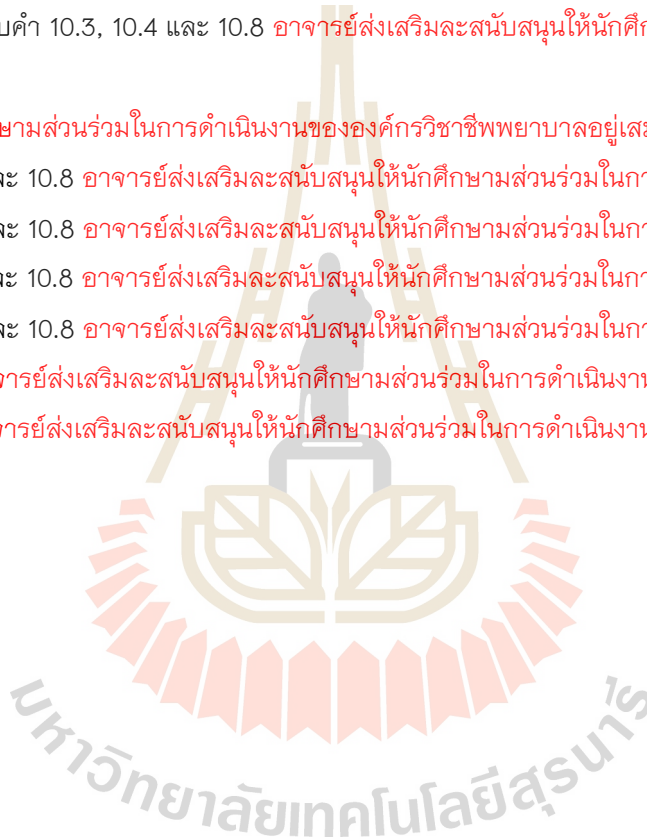 บคำ 10.3, 10.4 และ 10.8 อาจารย์ส่งเสริมละสนับสนุนให้นักศึก
ษามส่วนร่วมในการดำเนินงานขององค์กรวิชาชีพพยาบาลอยู่เสม
ละ 10.8 อาจารย์ส่งเสริมละสนับสนุนให้นักศึกษามส่วนร่วมในกา
ละ 10.8 อาจารย์ส่งเสริมละสนับสนุนให้นักศึกษามส่วนร่วมในกา
ละ 10.8 อาจารย์ส่งเสริมละสนับสนุนให้นักศึกษามส่วนร่วมในกา
ละ 10.8 อาจารย์ส่งเสริมละสนับสนุนให้นักศึกษามส่วนร่วมในกา
ารย์ส่งเสริมละสนับสนุนให้นักศึกษามส่วนร่วมในการดำเนินงาน
ารย์ส่งเสริมละสนับสนุนให้นักศึกษามส่วนร่วมในการดำเนินงาน
มหาวิทยาลัยเทคโนโลยีสุรนารี